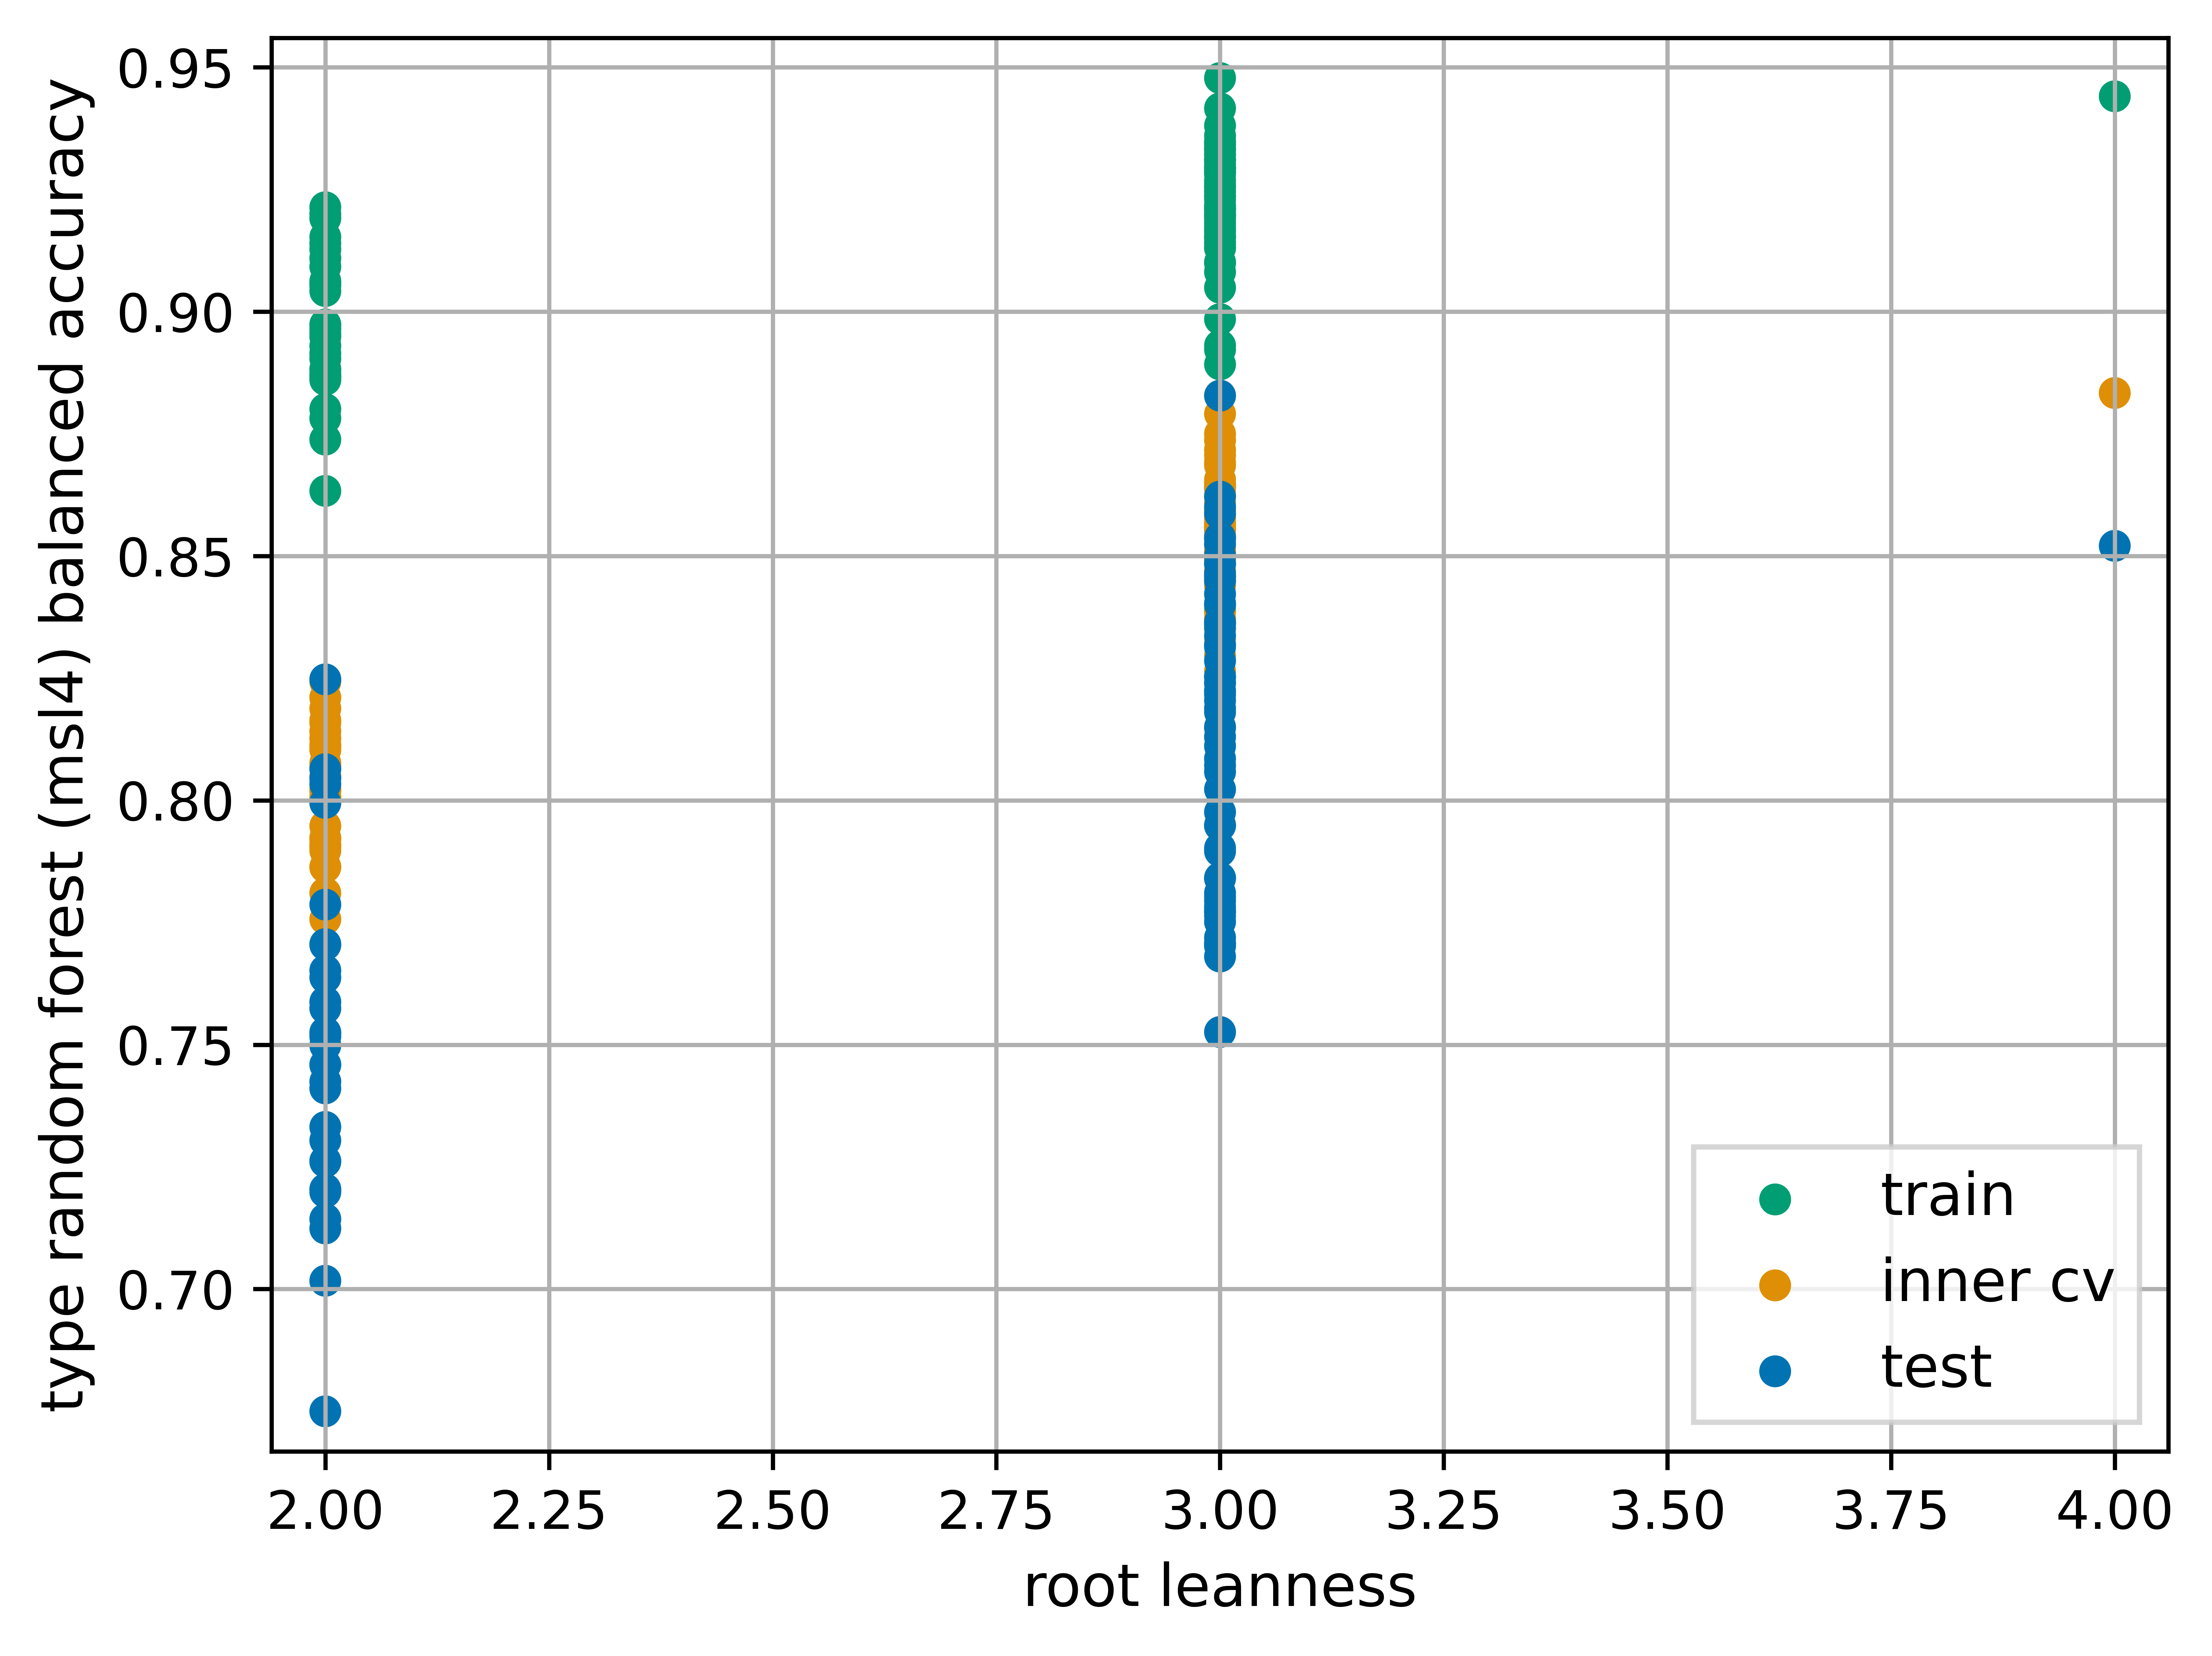 type random forest (msl4) balanced accuracy
0.95
0.90
0.85
0.80
0.75
0.70
2.00 2.25 2.50 2.75 3.00 3.25 3.50 3.75 4.00
root leanness
train
inner cv
test